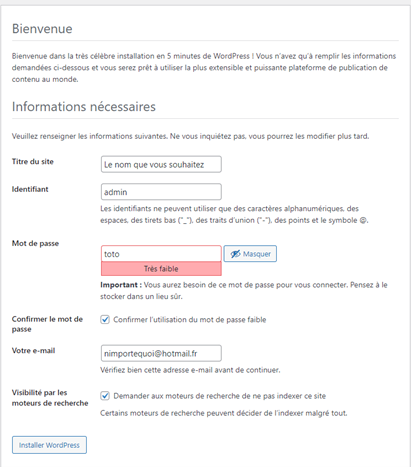 Bienvenue
Bienvenue dans la très célèbre installation en 5 minutes de WordPress ! Vous n'avez qu'à remplir les informations
demandées ci-dessous et vous serez prêt à utiliser la plus extensible et puissante plateforme de publication de
contenu au monde.
Informations nécessaires
Veuillez renseigner les informations suivantes. Ne vous inquiétez pas, vous pourrez les modifier plus tard.
Titre du site
Le nom que vous souhaitez
Identifiant
admin
Les identifiants ne peuvent utiliser que des caractères alphanumériques, des
espaces, des tirets bas ("_"), des traits d'union ("-"), des points et le symbole @.
Mot de passe
toto
Masquer
Très faible
Important : Vous aurez besoin de ce mot de passe pour vous connecter. Pensez à le
stocker dans un lieu sûr.
Confirmer le mot de
passe
Confirmer l'utilisation du mot de passe faible
Votre e-mail
nimportequoi@hotmail.fr
Vérifiez bien cette adresse e-mail avant de continuer.
Visibilité par les
moteurs de recherche
Demander aux moteurs de recherche de ne pas indexer ce site
Certains moteurs de recherche peuvent décider de l'indexer malgré tout.
Installer WordPress